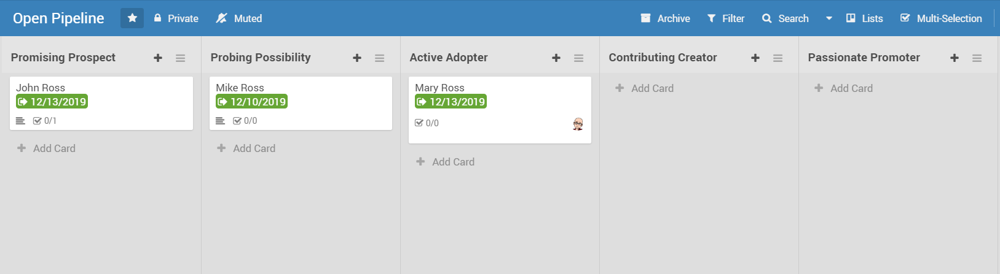 Open Pipeline
Private
Muted
Archive
Filter
Search
Lists
Multi-Selection
Promising Prospect
John Ross
12/13/2019
0/1
Add Card
Probing Possibility
Mike Ross
12/10/2019
0/0
Add Card
Active Adopter
Mary Ross
12/13/2019
0/0
Add Card
Contributing Creator
Add Card
Passionate Promoter
Add Card